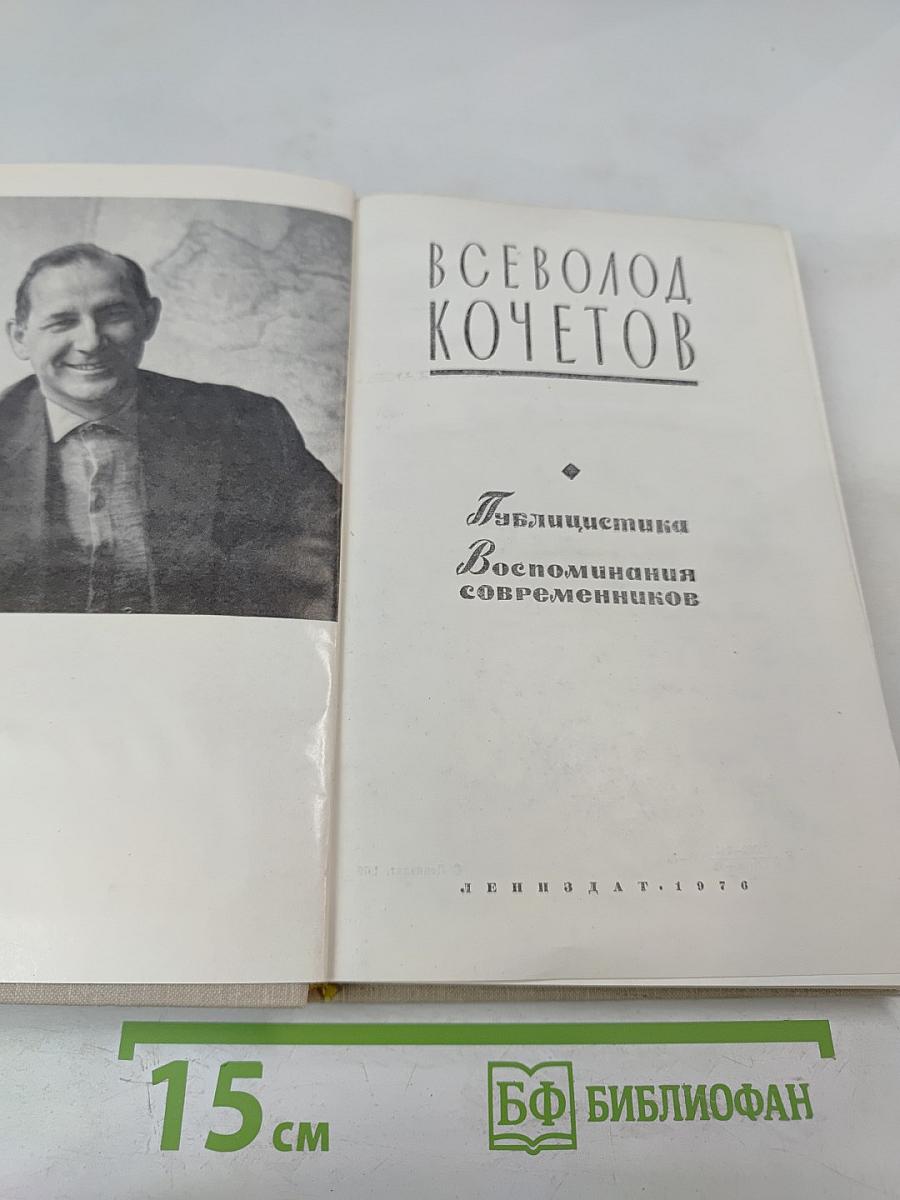 ВСЕВОЛОД
КОЧЕТОВ
Публицистика
Воспоминания
современников
ЛЕНИЗДАТ · 1976
15 см
БФ БИБЛИОФАН